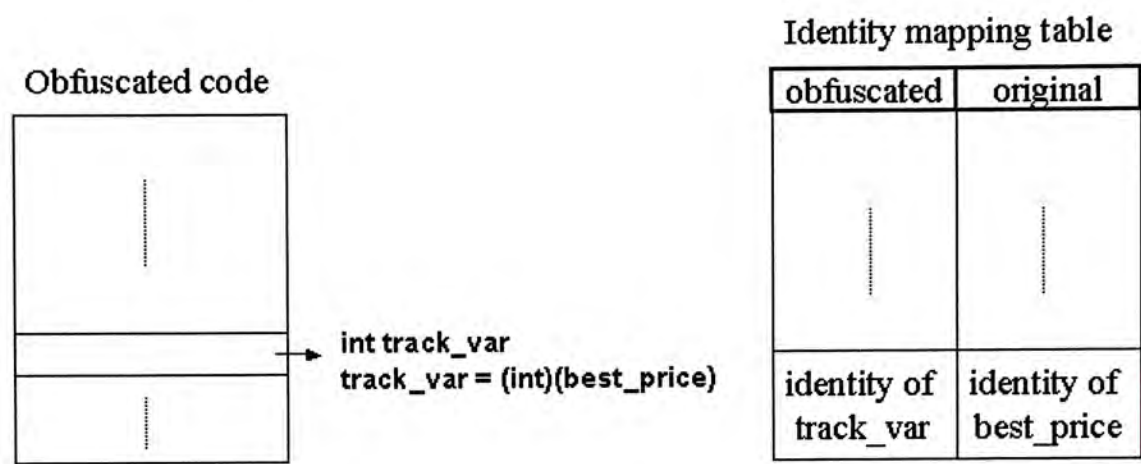 Obfuscated code
int track_var
track_var = (int)(best_price)
Identity mapping table
obfuscated original
identity of identity of
track_var best_price